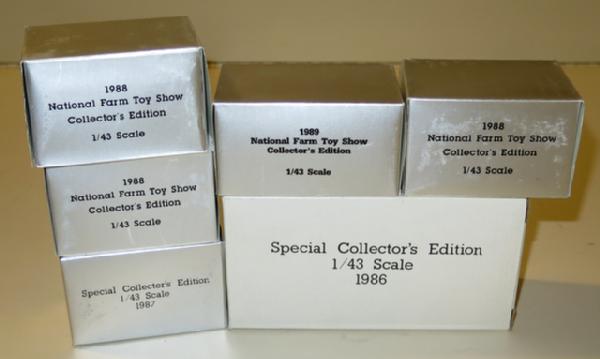 1988
National Farm Toy Show
Collector's Edition
1/43 Scale
1989
National Farm Toy Show
Collector's Edition
1/43 Scale
1988
National Farm Toy Show
Collector's Edition
1/43 Scale
1988
National Farm Toy Show
Collector's Edition
1/43 Scale
Special Collector's Edition
1/43 Scale
1987
Special Collector's Edition
1/43 Scale
1986